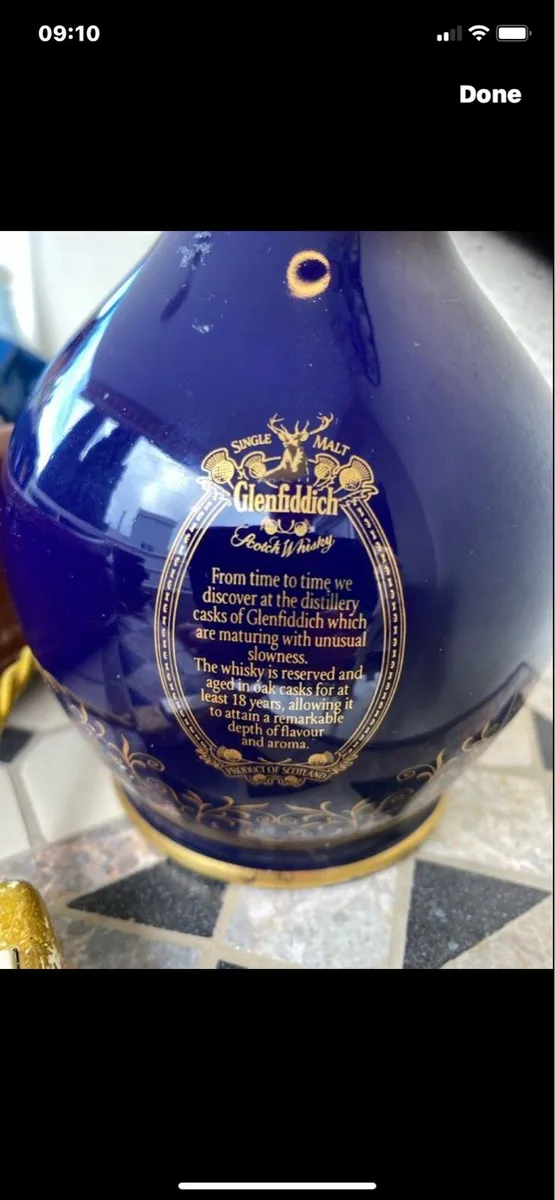 09:10
Done
SINGLE MALT
Glenfiddich
Scotch Whisky
From time to time we
discover at the distillery
casks of Glenfiddich which
are maturing with unusual
slowness.
The whisky is reserved and
aged in oak casks for at
least 18 years, allowing it
to attain a remarkable
depth of flavour
and aroma.
PRODUCT OF SCOTLAND